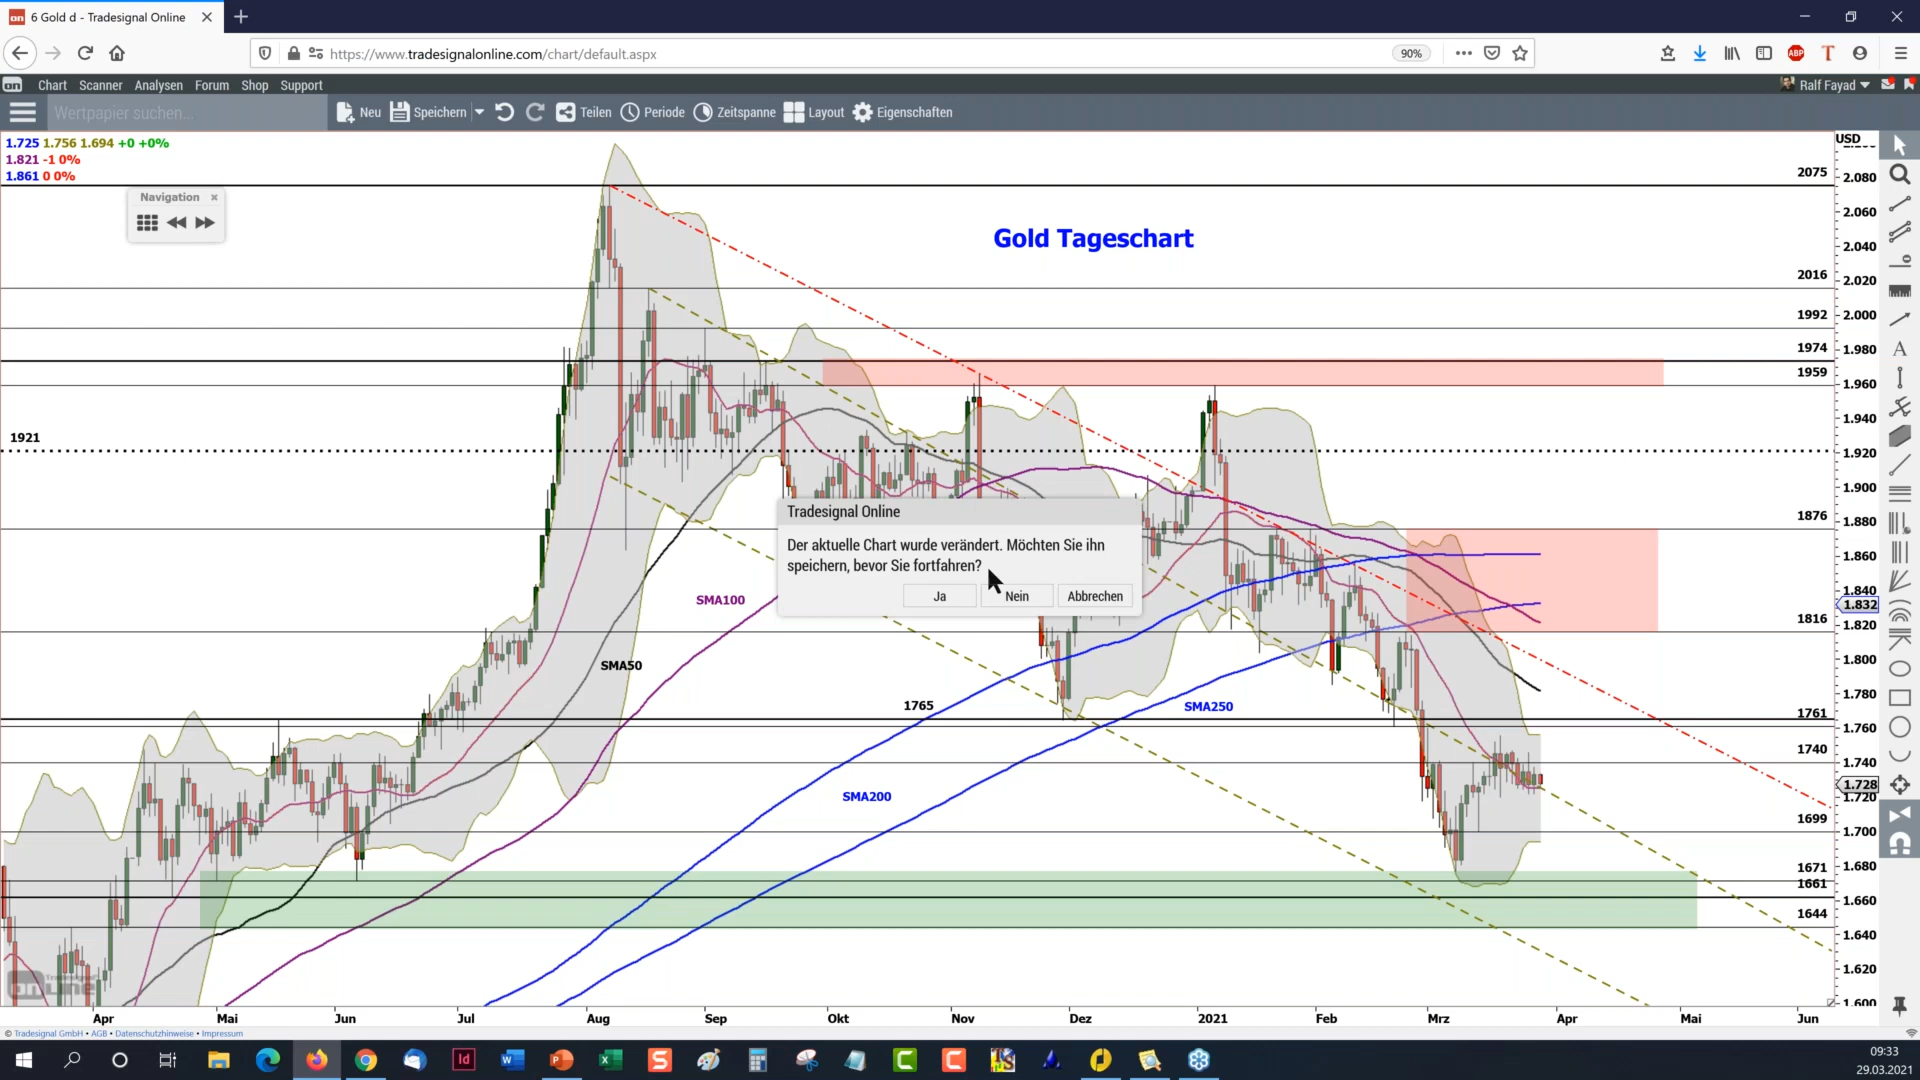 6 Gold d - Tradesignal Online
https://www.tradesignalonline.com/chart/default.aspx
90%
ABP
Chart Scanner Analysen Forum Shop Support
Ralf Fayad
Wertpapier suchen...
Neu Speichern Teilen Periode Zeitspanne Layout Eigenschaften
1.725 1.756 1.694 +0 +0%
1.821 -1 0%
1.861 0 0%
Navigation
USD
Gold Tageschart
2075
2016
1992
1974
1959
1921
1876
1816
1765
1761
1740
1699
1671
1661
1644
SMA100
SMA50
SMA250
SMA200
2.080
2.060
2.040
2.020
2.000
1.980
1.960
1.940
1.920
1.900
1.880
1.860
1.840
1.832
1.820
1.800
1.780
1.760
1.740
1.728
1.720
1.700
1.680
1.660
1.640
1.620
1.600
Tradesignal Online
Der aktuelle Chart wurde verändert. Möchten Sie ihn
speichern, bevor Sie fortfahren?
Ja Nein Abbrechen
Apr Mai Jun Jul Aug Sep Okt Nov Dez 2021 Feb Mrz Apr Mai Jun
© Tradesignal GmbH • AGB • Datenschutzhinweise • Impressum
09:33
29.03.2021